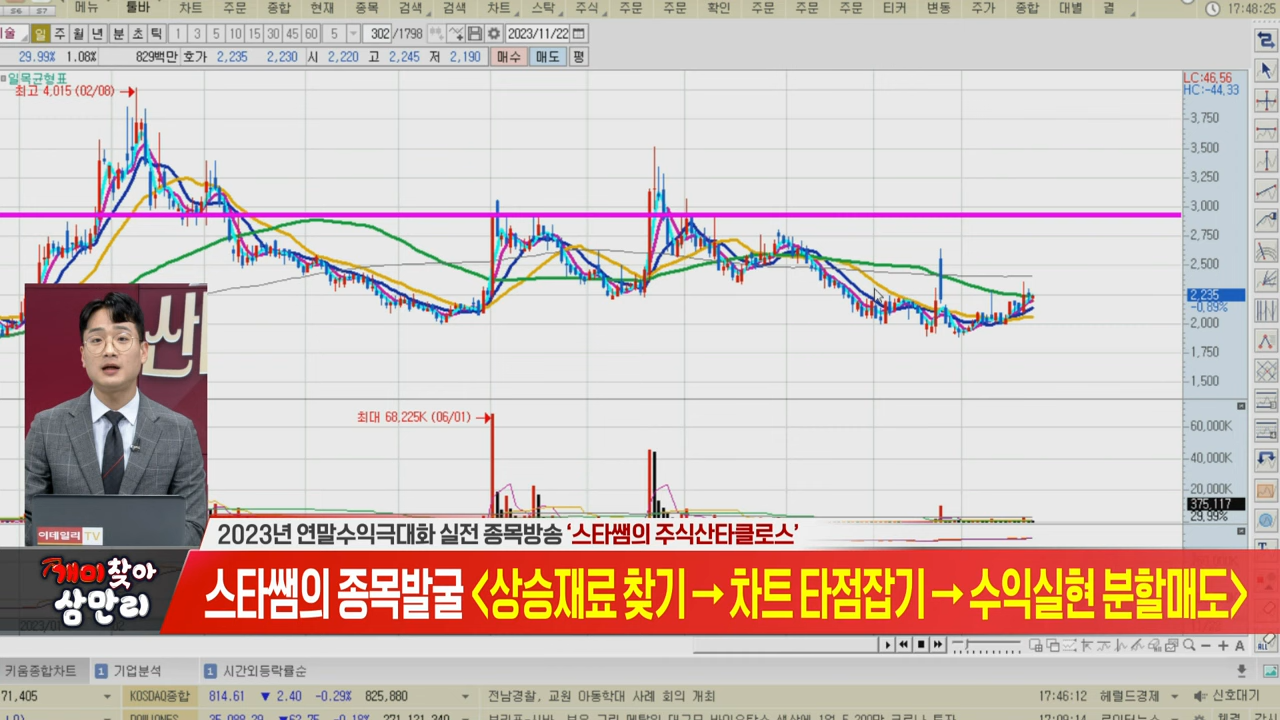 메뉴 툴바 차트 주문 종합 현재 종목 검색 검색 차트 스탁 주식 주문 주문 확인 주문 주문 주문 티커 변동 주가 종합 대별 결 17:48:25
S6 S7
일 주 월 년 분 초 틱 1 3 5 10 15 30 45 60 5 302 /1798 2023/11/22
29.99% 1.08% 829백만 호가 2,235 2,230 시 2,220 고 2,245 저 2,190 매수 매도 평
일목균형표
최고 4,015 (02/08)
LC:46,56
HC:-44,33
3,750
3,500
3,250
3,000
2,750
2,500
2,235
-0,89%
2,000
1,750
1,500
최대 68,225K (06/01)
60,000K
40,000K
20,000K
375,117
29,99%
이데일리TV
2023년 연말수익극대화 실전 종목방송 ‘스타쌤의 주식산타클로스’
개미찾아
삼만리
스타쌤의 종목발굴 <상승재료 찾기 → 차트 타점잡기 → 수익실현 분할매도>
2023/01
키움종합차트 1 기업분석 1 시간외등락률순
71,405 KOSDAQ종합 814.61 ▼ 2.40 -0.29% 825,880 전남경찰, 교원 아동학대 사례 회의 개최 17:46:12 헤럴드경제 신호대기